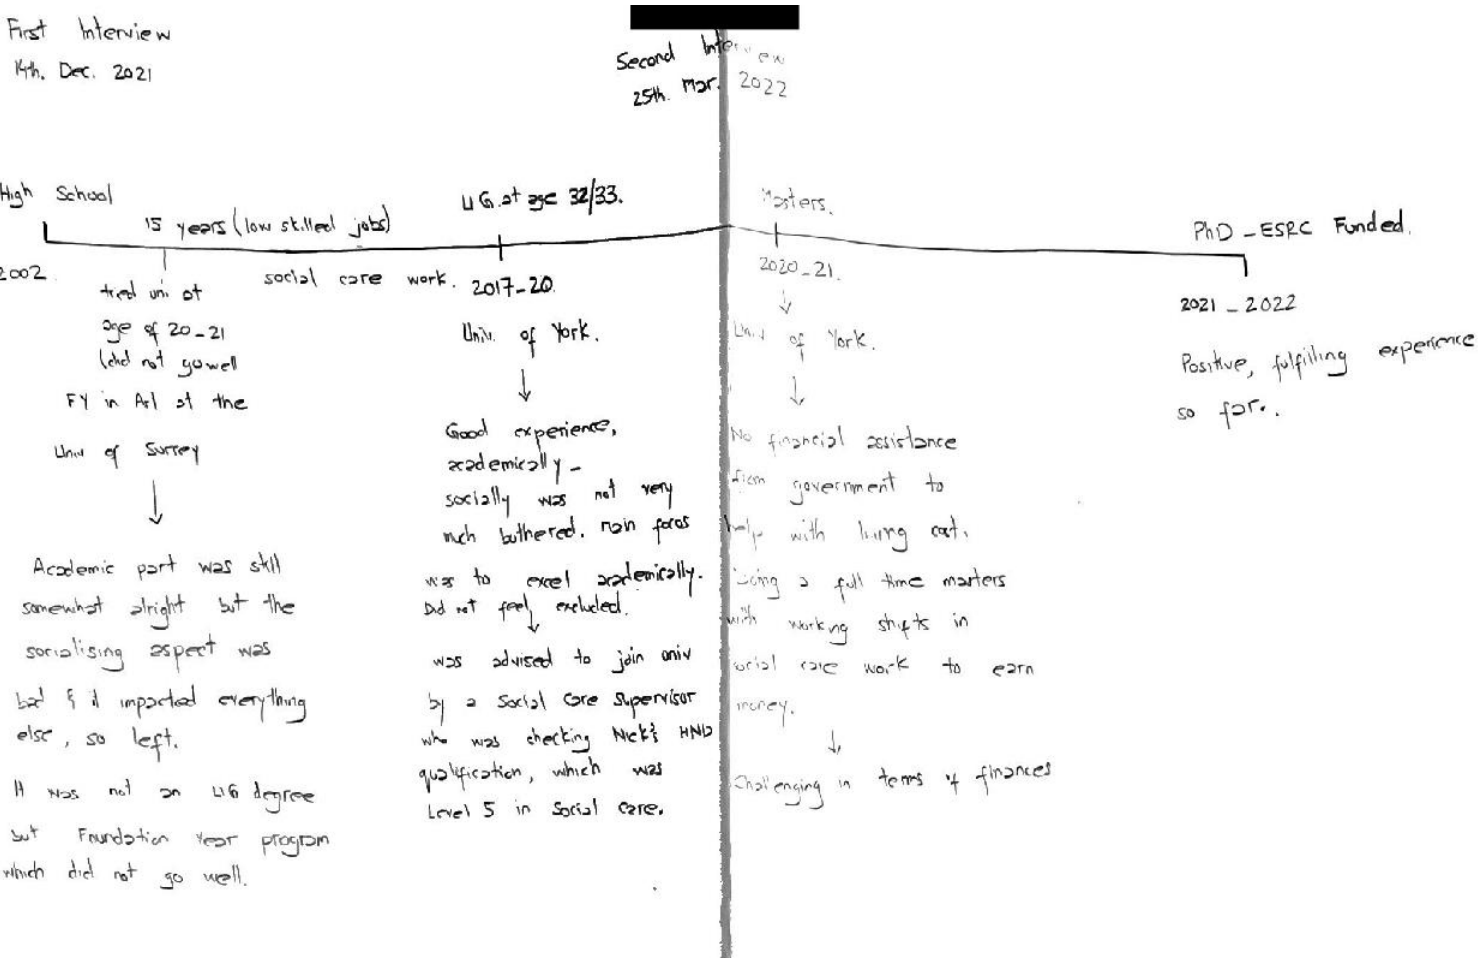 First Interview
14th. Dec. 2021
Second Interview
25th. Mar. 2022
High School
2002.
15 years (low skilled jobs)
social care work.
tried uni at
age of 20-21
(did not go well
FY in Art at the
Univ of Surrey
Academic part was still
somewhat alright but the
socialising aspect was
bad & it impacted everything
else, so left.
It was not an UG degree
but Foundation Year program
which did not go well.
UG. at age 32/33.
2017-20.
Univ. of York.
Good experience,
academically -
socially was not very
much bothered. main focus
was to excel academically.
Did not feel excluded.
was advised to join univ
by a Social Care Supervisor
who was checking Nick's HND
qualification, which was
Level 5 in Social care.
Masters.
2020-21.
Univ of York.
No financial assistance
from government to
help with living cost.
Doing a full time masters
with working shifts in
social care work to earn
money.
Challenging in terms of finances
PhD - ESRC Funded.
2021 - 2022
Positive, fulfilling experience
so far..